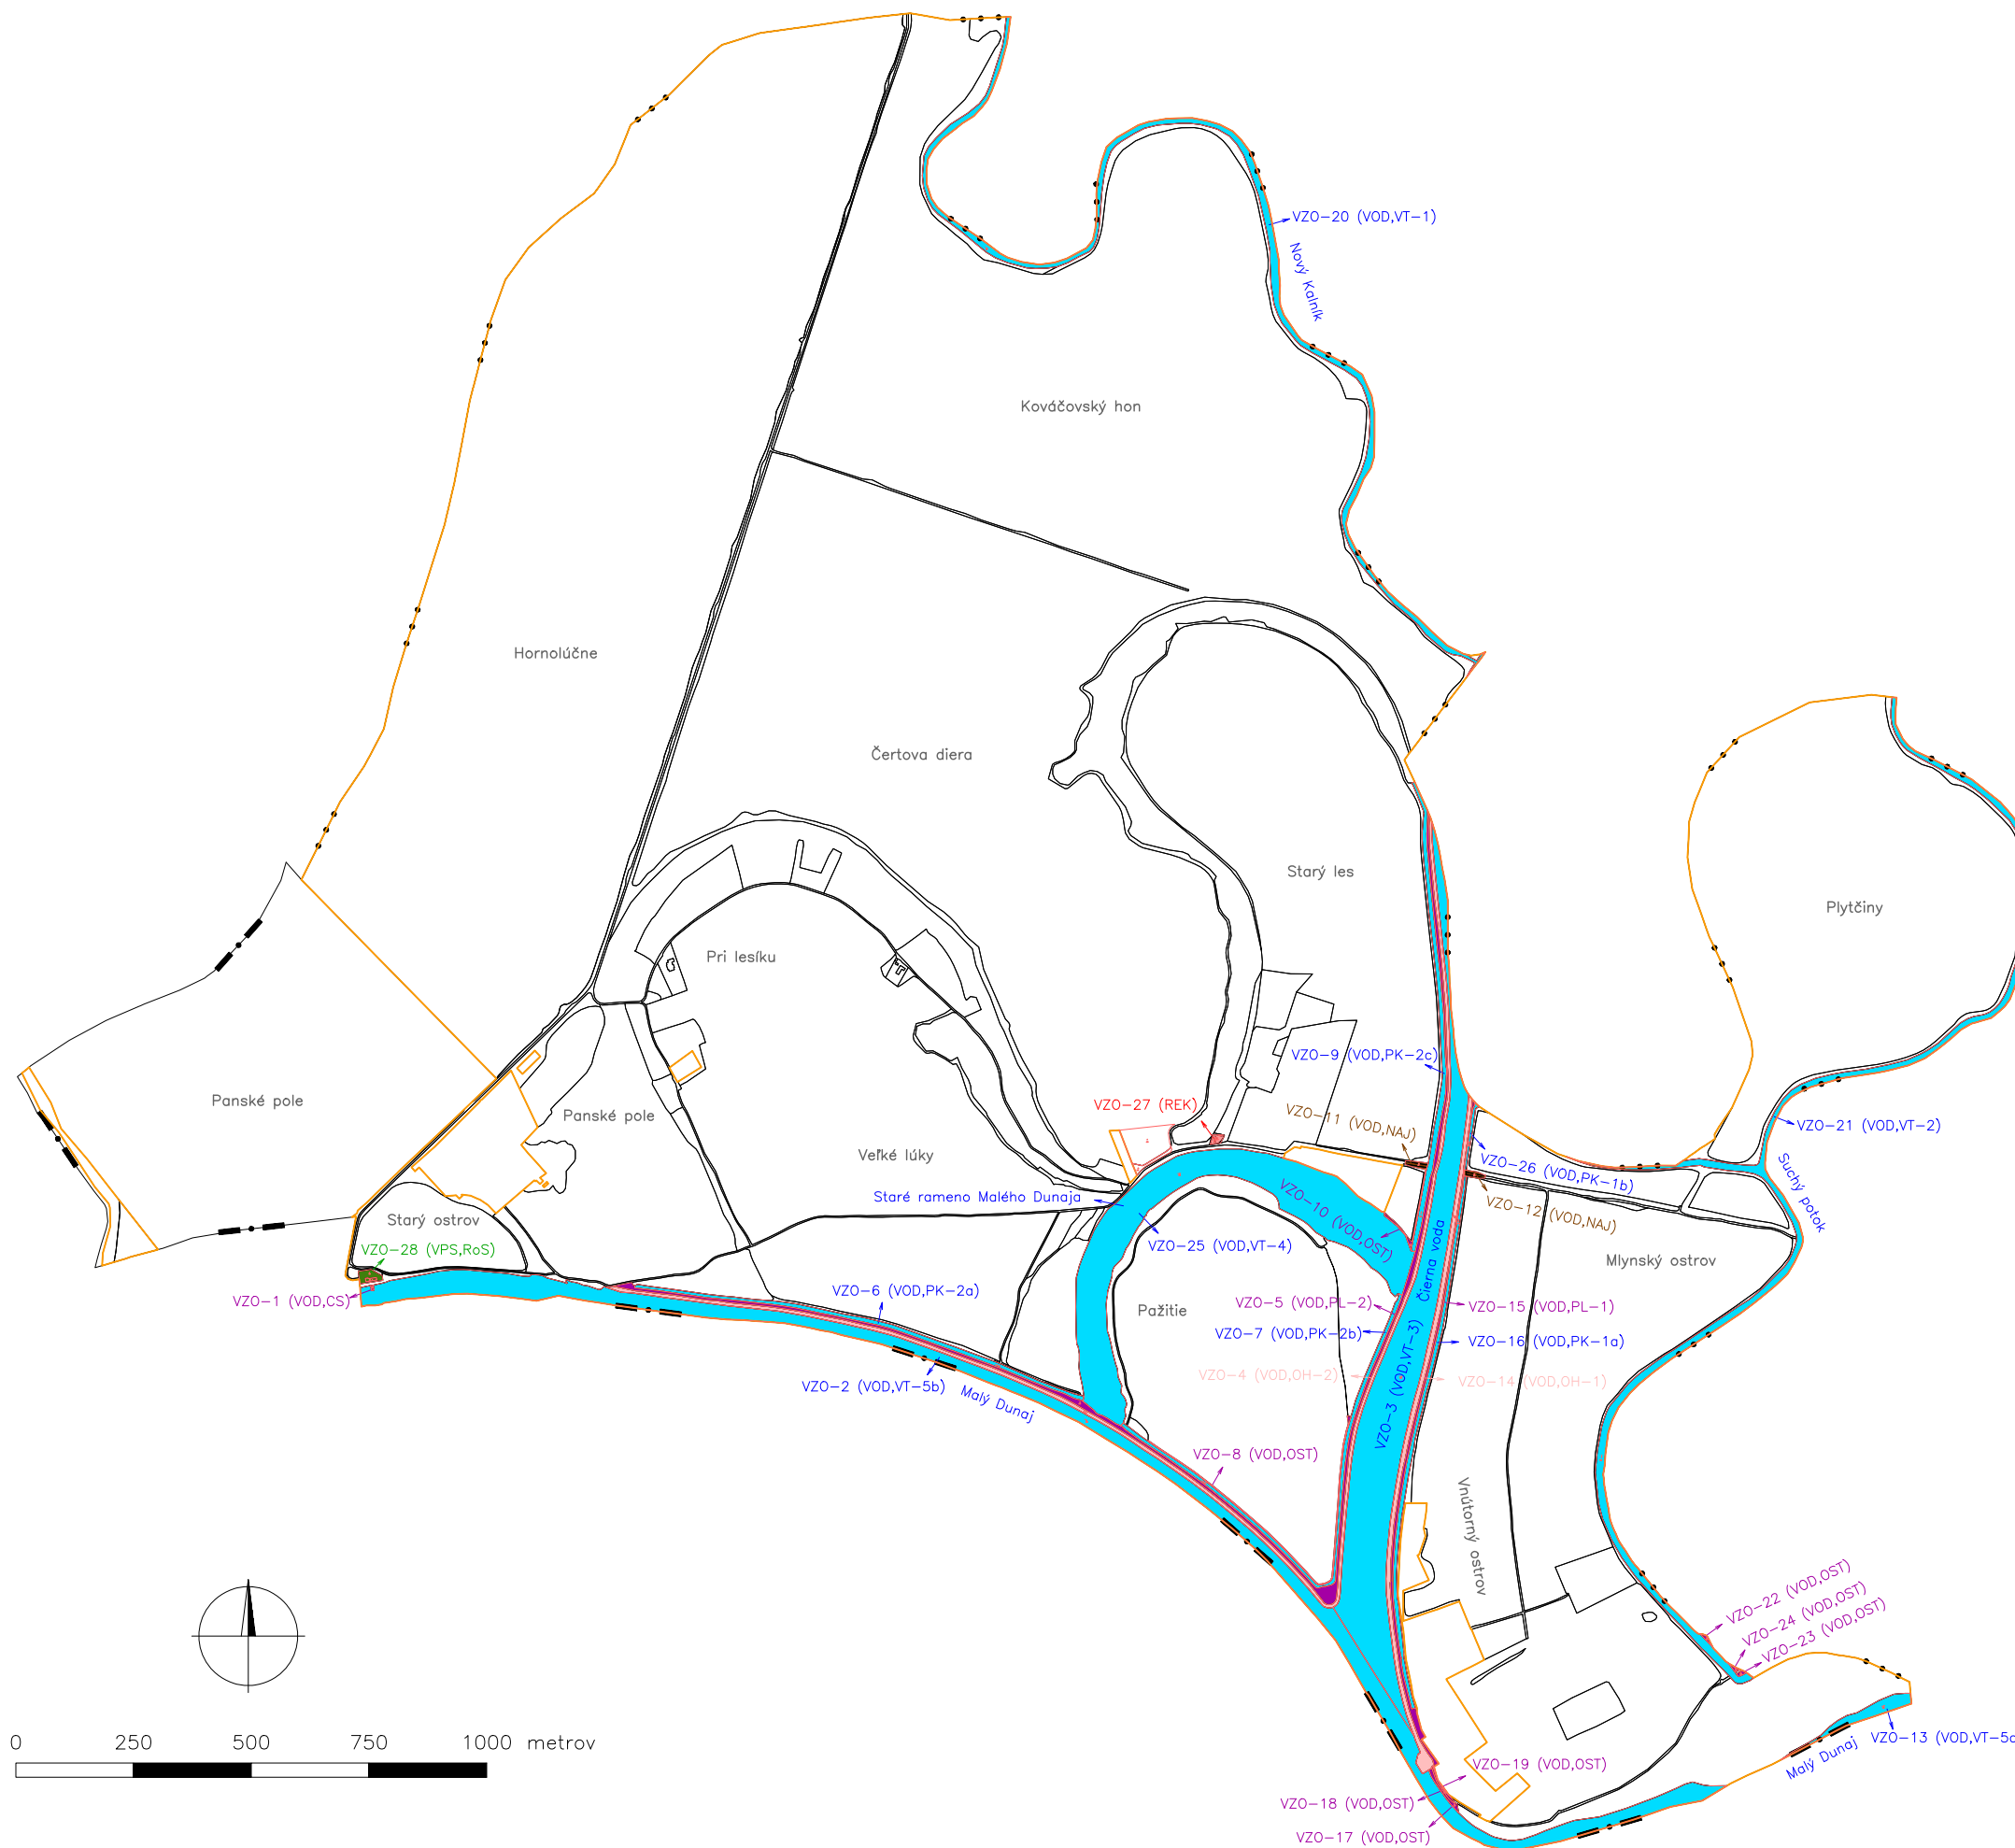 VZO-20 (VOD,VT-1)
Nový Kalník
Kováčovský hon
Hornolúčne
Čertova diera
Starý les
Plytčiny
Pri lesíku
VZO-9 (VOD,PK-2c)
Panské pole
Panské pole
VZO-27 (REK)
VZO-11 (VOD,NAJ)
VZO-21 (VOD,VT-2)
Veľké lúky
VZO-26 (VOD,PK-1b)
Suchý potok
Staré rameno Malého Dunaja
VZO-10 (VOD,OST)
VZO-12 (VOD,NAJ)
Starý ostrov
VZO-28 (VPS,RoS)
VZO-25 (VOD,VT-4)
Čierna voda
Mlynský ostrov
VZO-1 (VOD,CS)
VZO-6 (VOD,PK-2a)
Pažitie
VZO-5 (VOD,PL-2)
VZO-15 (VOD,PL-1)
VZO-7 (VOD,PK-2b)
VZO-16 (VOD,PK-1a)
VZO-4 (VOD,OH-2)
VZO-14 (VOD,OH-1)
VZO-3 (VOD,VT-3)
VZO-2 (VOD,VT-5b)
Malý Dunaj
VZO-8 (VOD,OST)
Vnútorný ostrov
VZO-22 (VOD,OST)
VZO-24 (VOD,OST)
VZO-23 (VOD,OST)
0 250 500 750 1000 metrov
Malý Dunaj
VZO-13 (VOD,VT-5a
VZO-19 (VOD,OST)
VZO-18 (VOD,OST)
VZO-17 (VOD,OST)